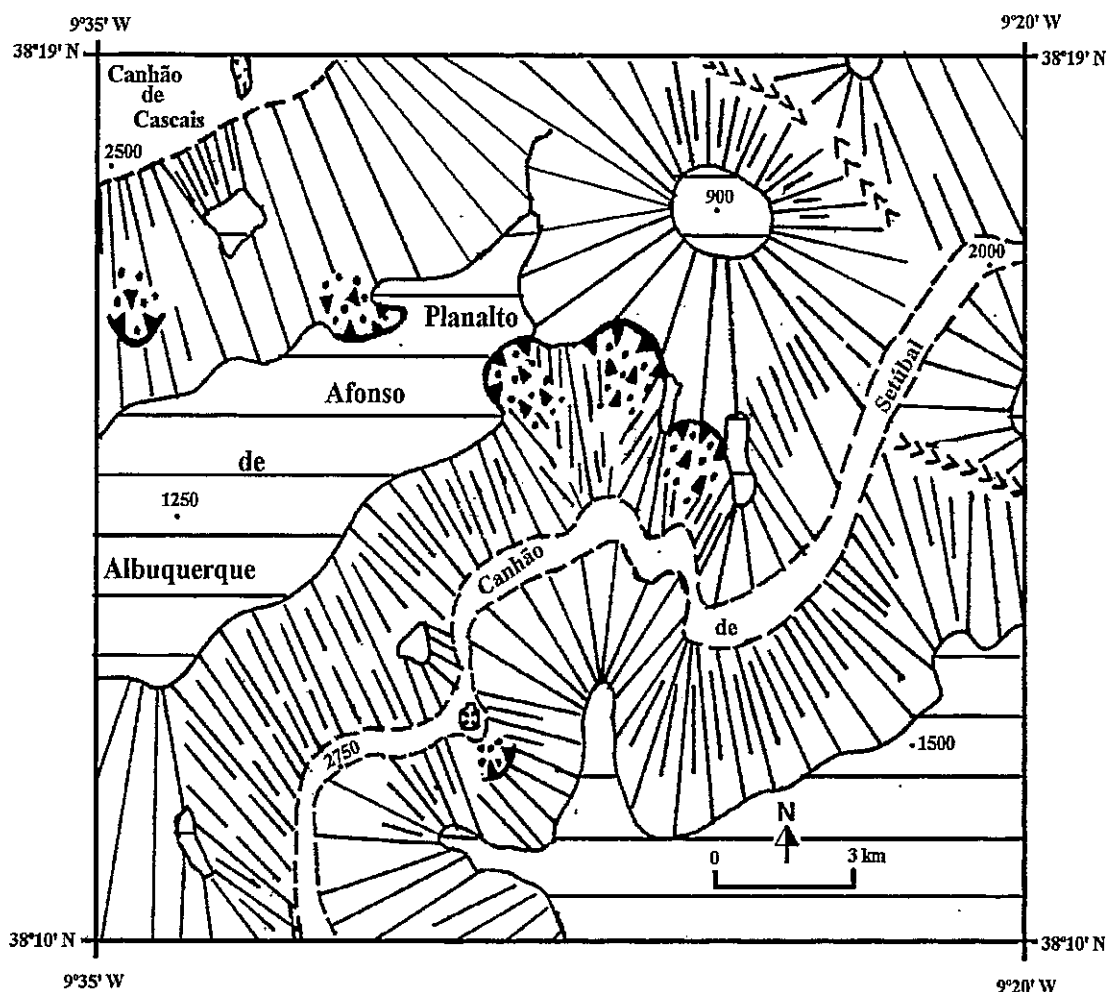 9°35' W
9°20' W
38°19' N
38°19' N
Canhão
de
Cascais
2500
900
2000
Planalto
Setúbal
Afonso
de
1250
Canhão
Albuquerque
de
1500
2750
N
0
3 km
38°10' N
38°10' N
9°35' W
9°20' W